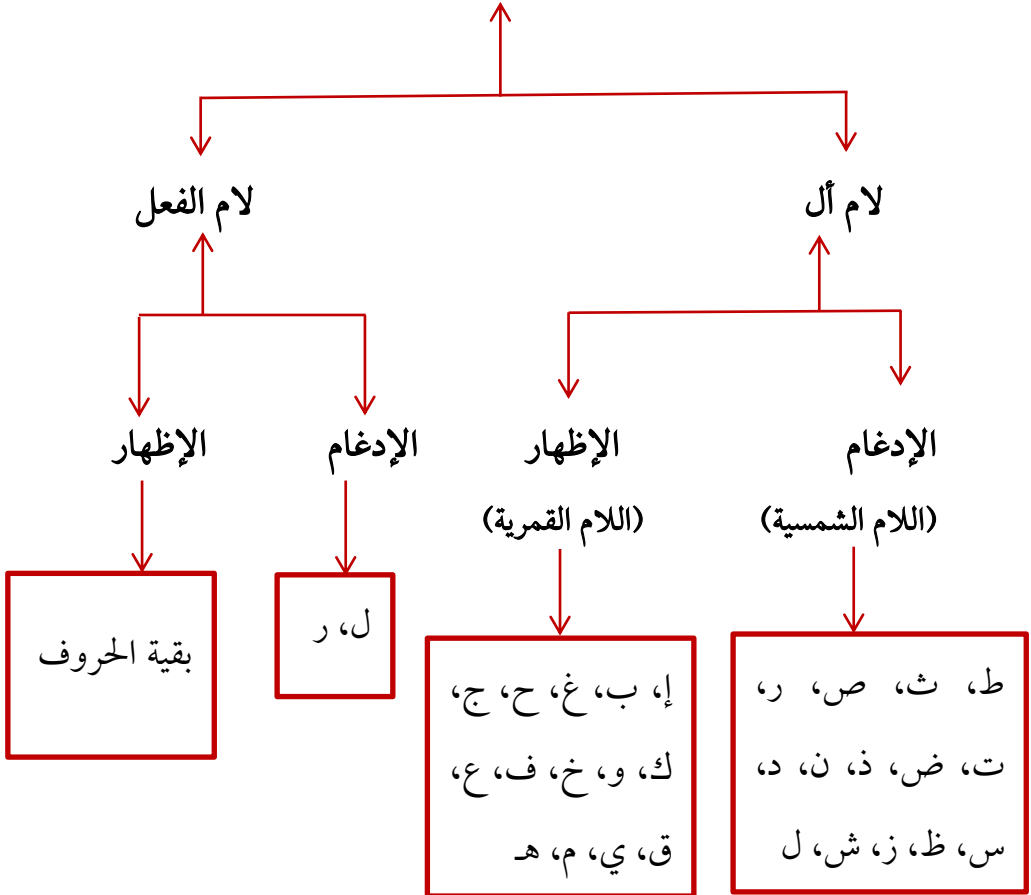 لام أل
لام الفعل
الإدغام
الإظهار
الإدغام
الإظهار
(اللام الشمسية)
(اللام القمرية)
ط، ث، ص، ر،
ت، ض، ذ، ن، د،
س، ظ، ز، ش، ل
إ، ب، غ، ح، ج،
ك، و، خ، ف، ع،
ق، ي، م، هـ
ل، ر
بقية الحروف